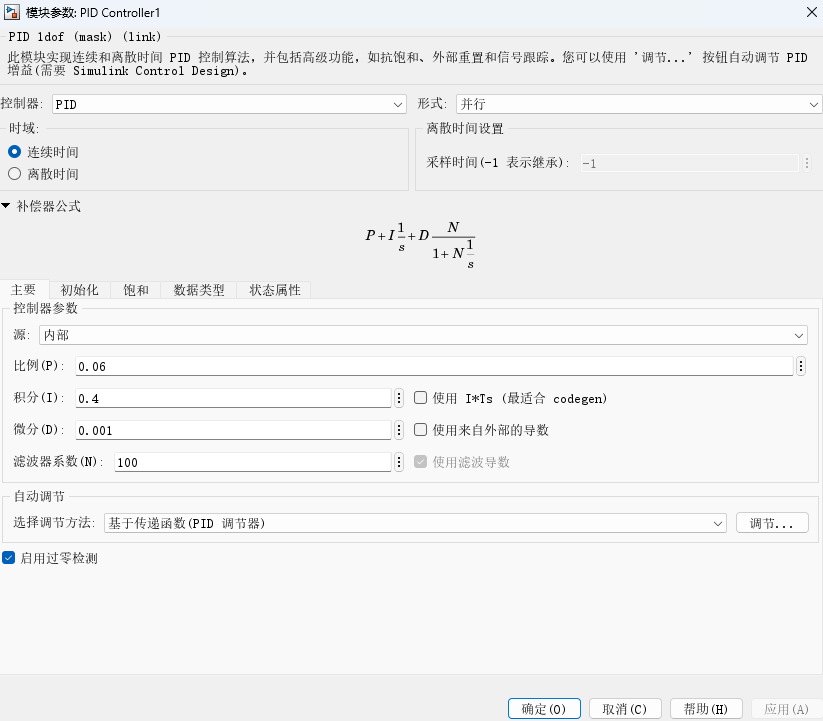 模块参数: PID Controller1
PID 1dof (mask) (link)
此模块实现连续和离散时间 PID 控制算法，并包括高级功能，如抗饱和、外部重置和信号跟踪。您可以使用 '调节...' 按钮自动调节 PID
增益(需要 Simulink Control Design)。
控制器: PID 形式: 并行
时域: 离散时间设置
连续时间 采样时间(-1 表示继承): -1
离散时间
补偿器公式
P + I 1/s + D N/(1 + N 1/s)
主要 初始化 饱和 数据类型 状态属性
控制器参数
源: 内部
比例(P): 0.06
积分(I): 0.4 使用 I*Ts (最适合 codegen)
微分(D): 0.001 使用来自外部的导数
滤波器系数(N): 100 使用滤波导数
自动调节
选择调节方法: 基于传递函数(PID 调节器) 调节...
启用过零检测
确定(O) 取消(C) 帮助(H) 应用(A)